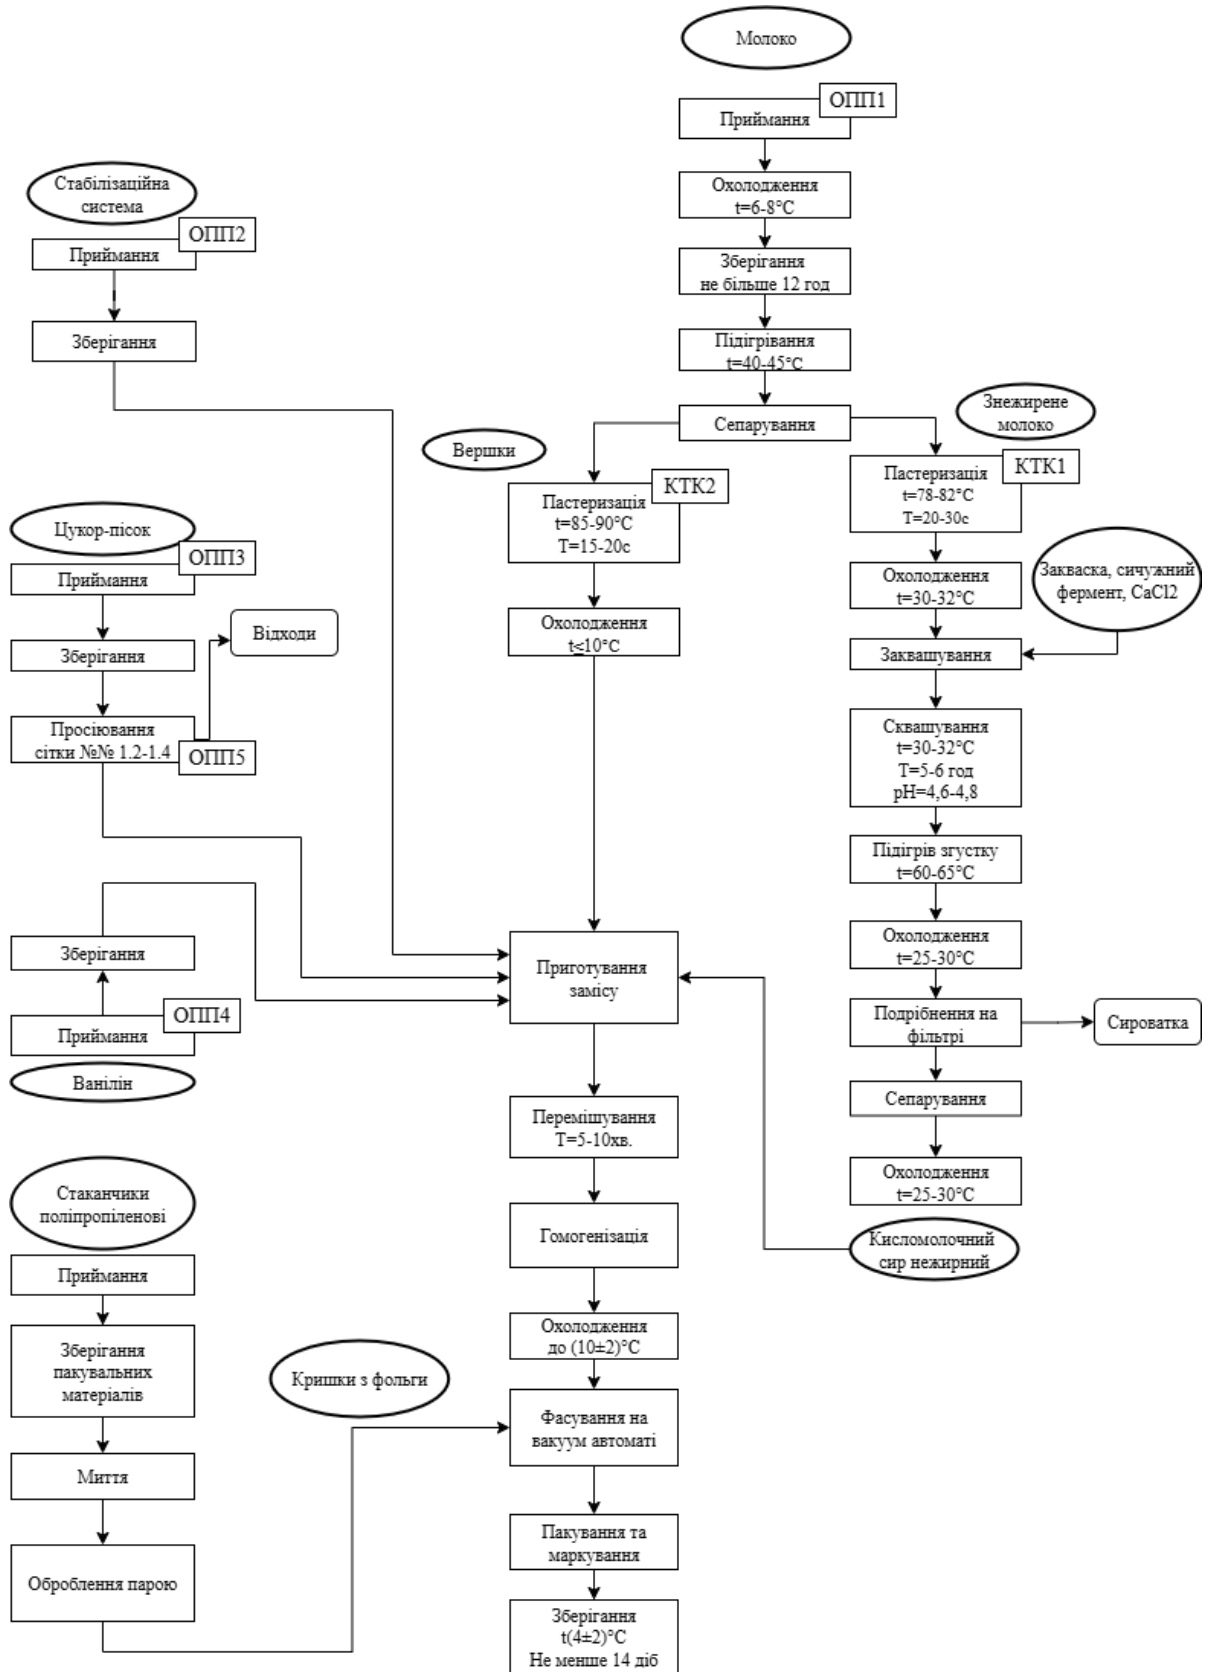 Молоко
ОПП1
Приймання
Охолодження
t=6-8°C
Зберігання
не більше 12 год
Підігрівання
t=40-45°C
Сепарування
Стабілізаційна
система
ОПП2
Приймання
Зберігання
Вершки
КТК2
Пастеризація
t=85-90°C
T=15-20c
Охолодження
t≤10°C
Знежирене
молоко
КТК1
Пастеризація
t=78-82°C
T=20-30c
Охолодження
t=30-32°C
Закваска, сичужний
фермент, CaCl2
Заквашування
Сквашування
t=30-32°C
T=5-6 год
pH=4,6-4,8
Підігрів згустку
t=60-65°C
Охолодження
t=25-30°C
Подрібнення на
фільтрі
Сироватка
Сепарування
Охолодження
t=25-30°C
Кисломолочний
сир нежирний
Цукор-пісок
ОПП3
Приймання
Зберігання
Відходи
Просіювання
сітки №№ 1.2-1.4
ОПП5
Зберігання
ОПП4
Приймання
Ванілін
Приготування
замісу
Перемішування
T=5-10хв.
Гомогенізація
Охолодження
до (10±2)°C
Стаканчики
поліпропіленові
Приймання
Зберігання
пакувальних
матеріалів
Миття
Оброблення парою
Кришки з фольги
Фасування на
вакуум автоматі
Пакування та
маркування
Зберігання
t(4±2)°C
Не менше 14 діб